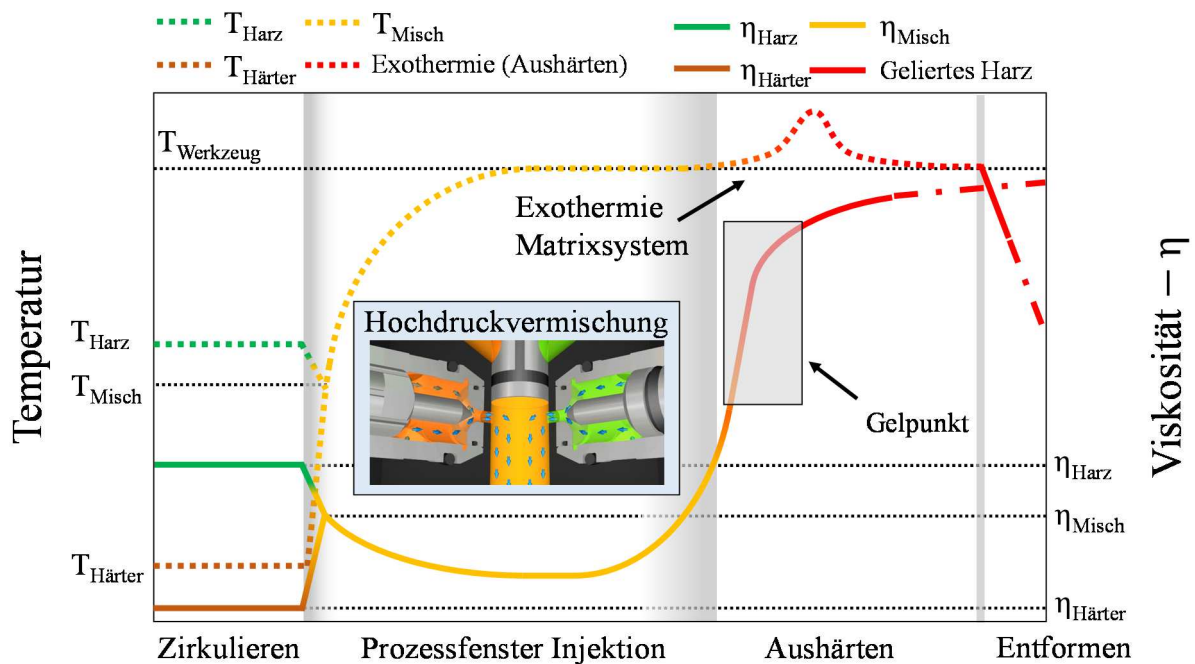 T_Harz
T_Misch
η_Harz
η_Misch
T_Härter
Exothermie (Aushärten)
η_Härter
Geliertes Harz
T_Werkzeug
Exothermie
Matrixsystem
Temperatur
Viskosität – η
T_Harz
Hochdruckvermischung
T_Misch
Gelpunkt
η_Harz
η_Misch
T_Härter
η_Härter
Zirkulieren
Prozessfenster Injektion
Aushärten
Entformen